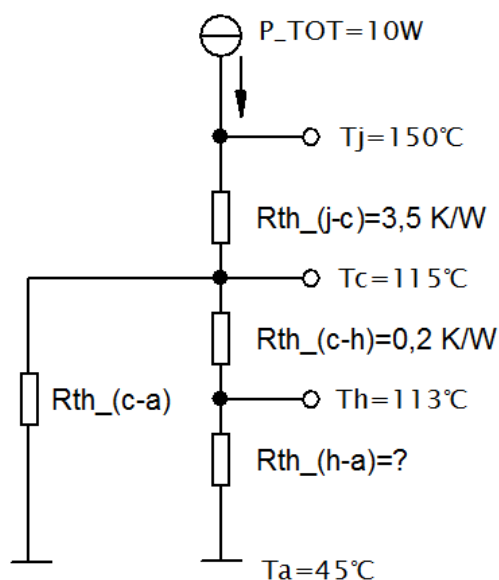 P_TOT=10W
Tj=150℃
Rth_(j-c)=3,5 K/W
Tc=115℃
Rth_(c-h)=0,2 K/W
Rth_(c-a)
Th=113℃
Rth_(h-a)=?
Ta=45℃